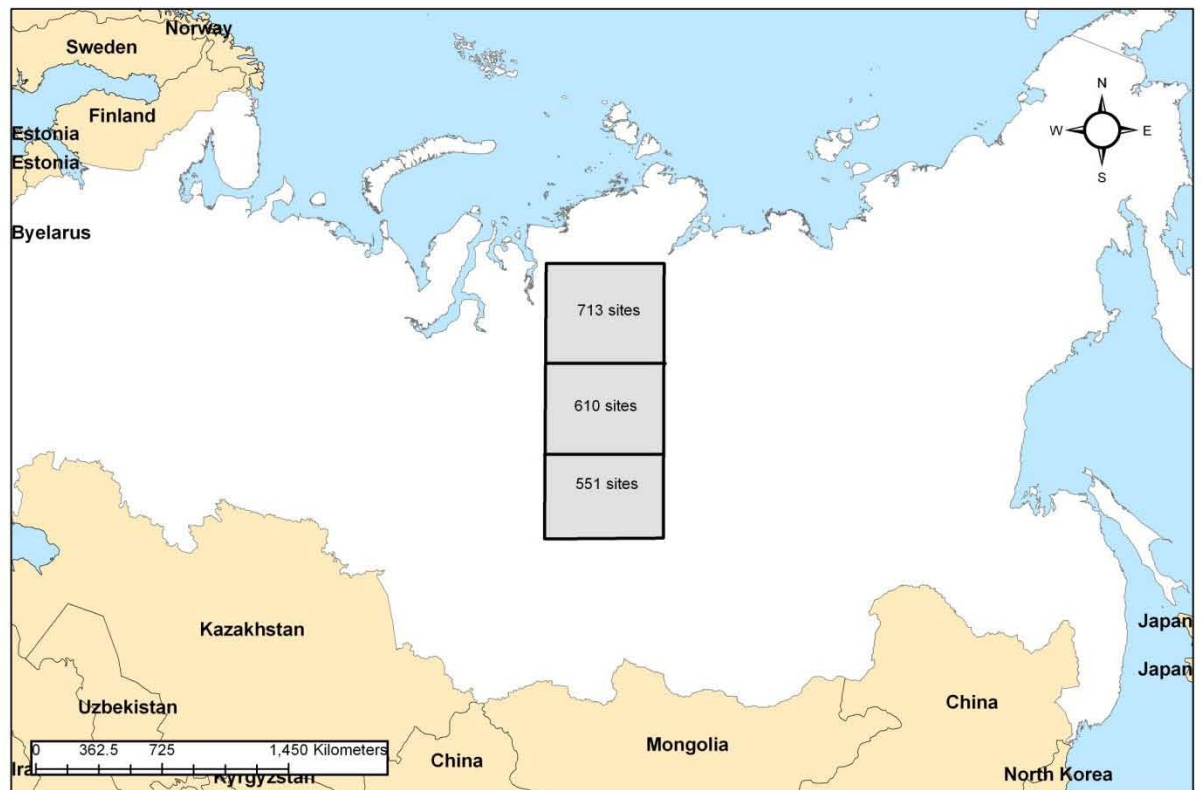 Norway
Sweden
Finland
Estonia
Estonia
Byelarus
N
W E
S
713 sites
610 sites
551 sites
Kazakhstan
Uzbekistan
Kyrgyzstan
China
Mongolia
China
North Korea
Japan
Japan
0 362.5 725 1,450 Kilometers
Ira